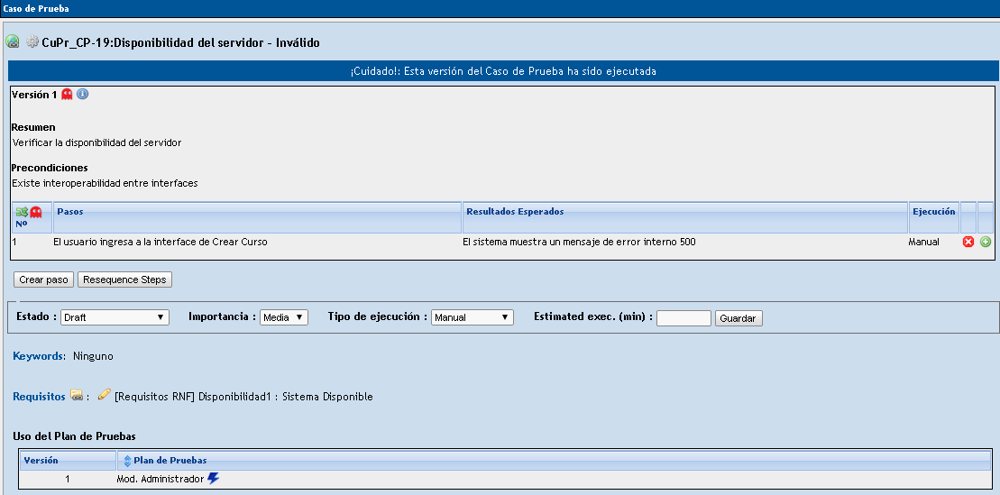 Caso de Prueba
CuPr_CP-19:Disponibilidad del servidor - Inválido
¡Cuidado!: Esta versión del Caso de Prueba ha sido ejecutada
Versión 1
Resumen
Verificar la disponibilidad del servidor
Precondiciones
Existe interoperabilidad entre interfaces
Nº Pasos Resultados Esperados Ejecución
1 El usuario ingresa a la interface de Crear Curso El sistema muestra un mensaje de error interno 500 Manual
Crear paso Resequence Steps
Estado : Draft Importancia : Media Tipo de ejecución : Manual Estimated exec. (min) : Guardar
Keywords: Ninguno
Requisitos : [Requisitos RNF] Disponibilidad1 : Sistema Disponible
Uso del Plan de Pruebas
Versión Plan de Pruebas
1 Mod. Administrador